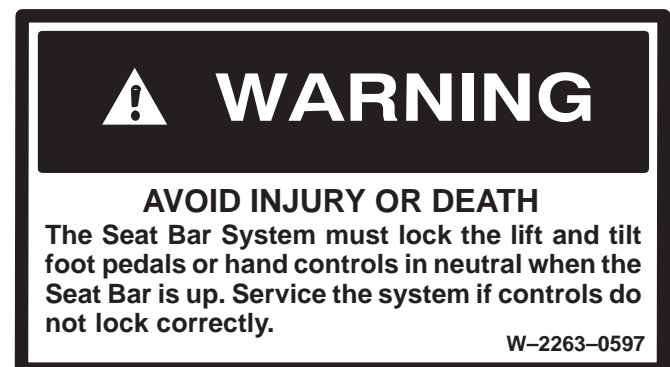 WARNING
AVOID INJURY OR DEATH
The Seat Bar System must lock the lift and tilt
foot pedals or hand controls in neutral when the
Seat Bar is up. Service the system if controls do
not lock correctly.
W–2263–0597